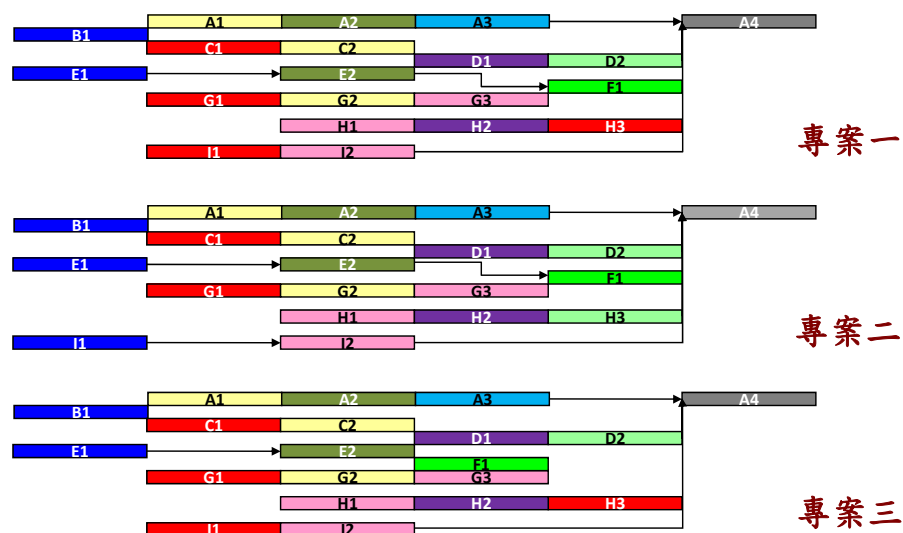 A1 A2 A3 A4
B1
C1 C2
D1 D2
E1 E2
F1
G1 G2 G3
H1 H2 H3
專案一
I1 I2
A1 A2 A3 A4
B1
C1 C2
D1 D2
E1 E2
F1
G1 G2 G3
H1 H2 H3
專案二
I1 I2
A1 A2 A3 A4
B1
C1 C2
D1 D2
E1 E2
F1
G1 G2 G3
H1 H2 H3
專案三
I1 I2